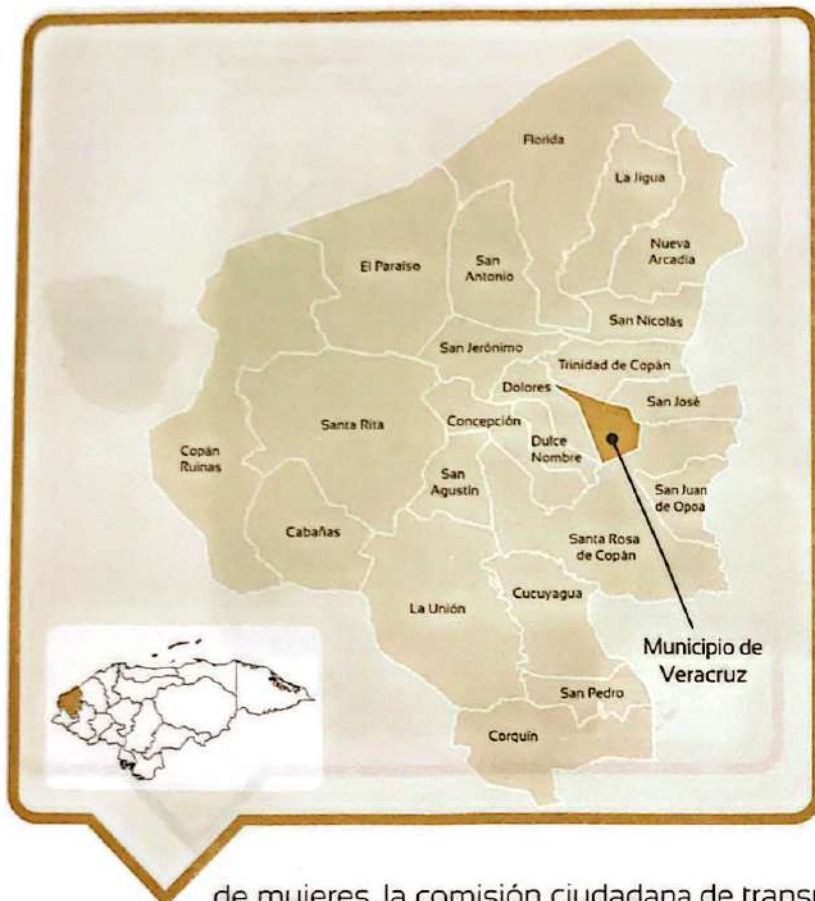 Florida
La Jigua
Nueva
Arcadia
El Paraíso
San
Antonio
San Nicolás
San Jerónimo
Trinidad de Copán
Dolores
San José
Santa Rita
Concepción
Copán
Ruinas
Dulce
Nombre
San
Agustín
San Juan
de Opoa
Cabañas
Santa Rosa
de Copán
La Unión
Cucuyagua
Municipio de
Veracruz
San Pedro
Corquín
de mujeres, la comisión ciudadana de